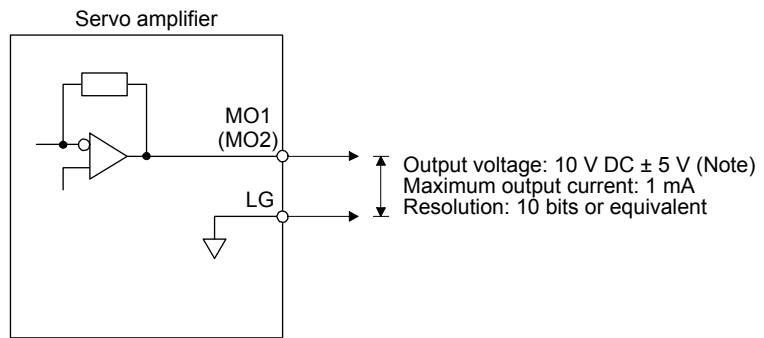 Servo amplifier
MO1
(MO2)
LG
Output voltage: 10 V DC ± 5 V (Note)
Maximum output current: 1 mA
Resolution: 10 bits or equivalent